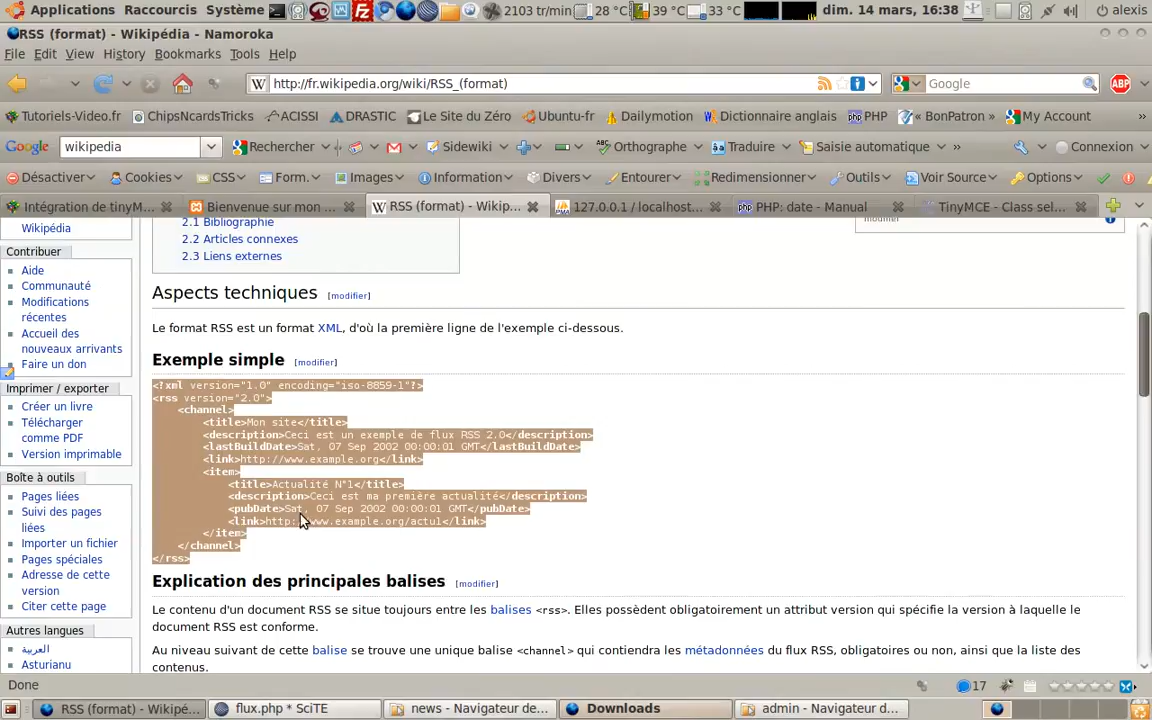 Applications Raccourcis Système 2103 tr/min 28 °C 39 °C 33 °C dim. 14 mars, 16:38 alexis
RSS (format) - Wikipédia - Namoroka
File Edit View History Bookmarks Tools Help
W http://fr.wikipedia.org/wiki/RSS_(format) Google ABP
Tutoriels-Video.fr ChipsNcardsTricks ACISSI DRASTIC Le Site du Zéro Ubuntu-fr Dailymotion Dictionnaire anglais PHP « BonPatron » My Account »
Google wikipedia Rechercher Sidewiki Orthographe Traduire Saisie automatique » Connexion
Désactiver Cookies CSS Form. Images Information Divers Entourer Redimensionner Outils Voir Source Options
Intégration de tinyM... Bienvenue sur mon ... RSS (format) - Wikip... 127.0.0.1 / localhost... PHP: date - Manual TinyMCE - Class sel...
Wikipédia
Contribuer
Aide
Communauté
Modifications
récentes
Accueil des
nouveaux arrivants
Faire un don
Imprimer / exporter
Créer un livre
Télécharger
comme PDF
Version imprimable
Boîte à outils
Pages liées
Suivi des pages
liées
Importer un fichier
Pages spéciales
Adresse de cette
version
Citer cette page
Autres langues
العربية
Asturianu
2.1 Bibliographie
2.2 Articles connexes
2.3 Liens externes
modifier
Aspects techniques [modifier]
Le format RSS est un format XML, d'où la première ligne de l'exemple ci-dessous.
Exemple simple [modifier]
<?xml version="1.0" encoding="iso-8859-1"?>
<rss version="2.0">
<channel>
<title>Mon site</title>
<description>Ceci est un exemple de flux RSS 2.0</description>
<lastBuildDate>Sat, 07 Sep 2002 00:00:01 GMT</lastBuildDate>
<link>http://www.example.org</link>
<item>
<title>Actualité N°1</title>
<description>Ceci est ma première actualité</description>
<pubDate>Sat, 07 Sep 2002 00:00:01 GMT</pubDate>
<link>http://www.example.org/actu1</link>
</item>
</channel>
</rss>
Explication des principales balises [modifier]
Le contenu d'un document RSS se situe toujours entre les balises <rss>. Elles possèdent obligatoirement un attribut version qui spécifie la version à laquelle le
document RSS est conforme.
Au niveau suivant de cette balise se trouve une unique balise <channel> qui contiendra les métadonnées du flux RSS, obligatoires ou non, ainsi que la liste des
contenus.
Done 17
RSS (format) - Wikipé... flux.php * SciTE news - Navigateur de... Downloads admin - Navigateur d...